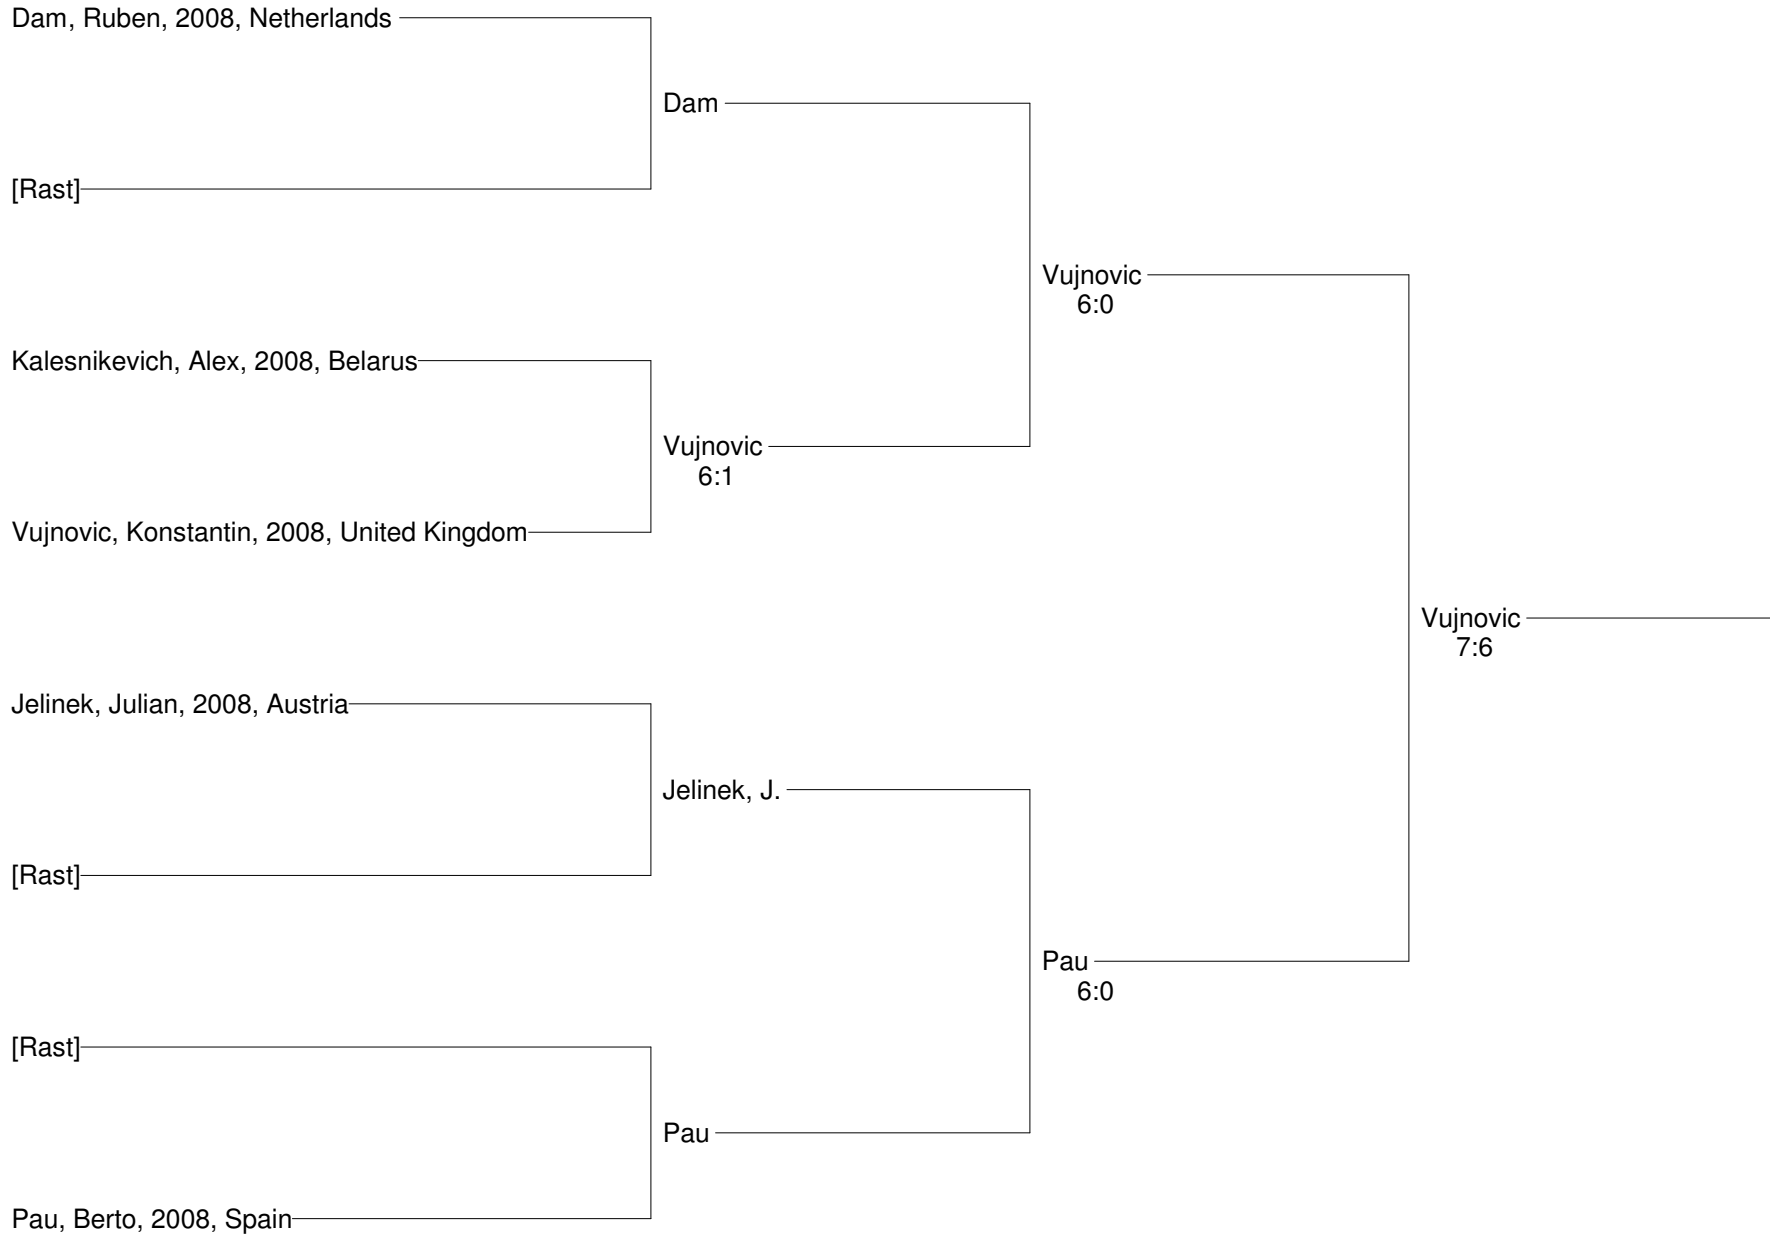 Dam, Ruben, 2008, Netherlands
Dam
[Rast]
Vujnovic
6:0
Kalesnikevich, Alex, 2008, Belarus
Vujnovic
6:1
Vujnovic, Konstantin, 2008, United Kingdom
Vujnovic
7:6
Jelinek, Julian, 2008, Austria
Jelinek, J.
[Rast]
Pau
6:0
[Rast]
Pau
Pau, Berto, 2008, Spain